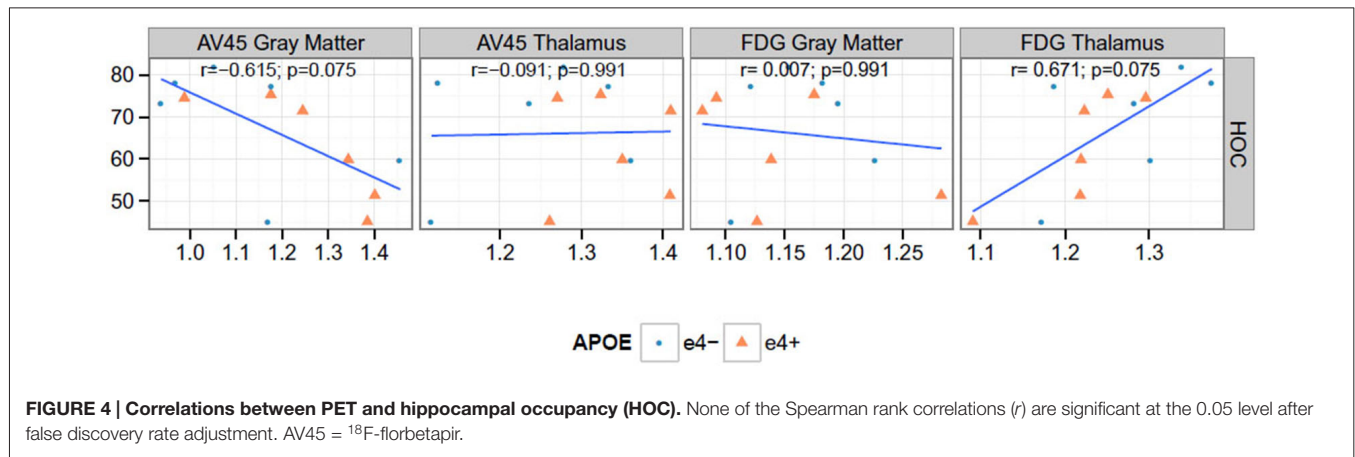 AV45 Gray Matter AV45 Thalamus FDG Gray Matter FDG Thalamus
r=−0.615; p=0.075 r=−0.091; p=0.991 r= 0.007; p=0.991 r= 0.671; p=0.075
80
70
60
50
HOC
1.0 1.1 1.2 1.3 1.4 1.2 1.3 1.4 1.10 1.15 1.20 1.25 1.1 1.2 1.3
APOE e4− e4+
FIGURE 4 | Correlations between PET and hippocampal occupancy (HOC). None of the Spearman rank correlations (r) are significant at the 0.05 level after
false discovery rate adjustment. AV45 = ¹⁸F-florbetapir.